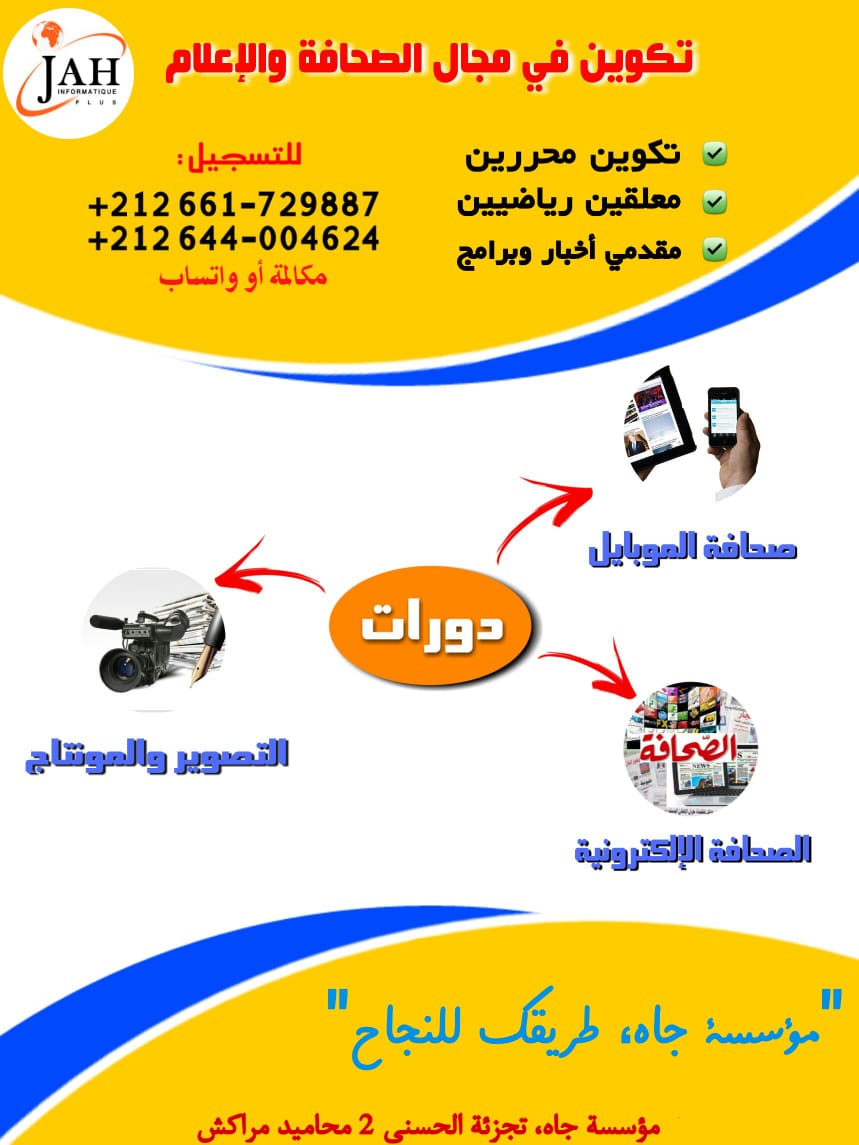 JAH
INFORMATIQUE
PLUS
تكوين في مجال الصحافة والإعلام
تكوين محررين
معلقين رياضيين
مقدمي أخبار وبرامج
للتسجيل:
+212 661-729887
+212 644-004624
مكالمة أو واتساب
صحافة الموبايل
دورات
التصوير والمونتاج
الصحافة
NEWS
الصحافة الإلكترونية
"مؤسسة جاه، طريقك للنجاح"
مؤسسة جاه، تجزئة الحسنى 2 محاميد مراكش